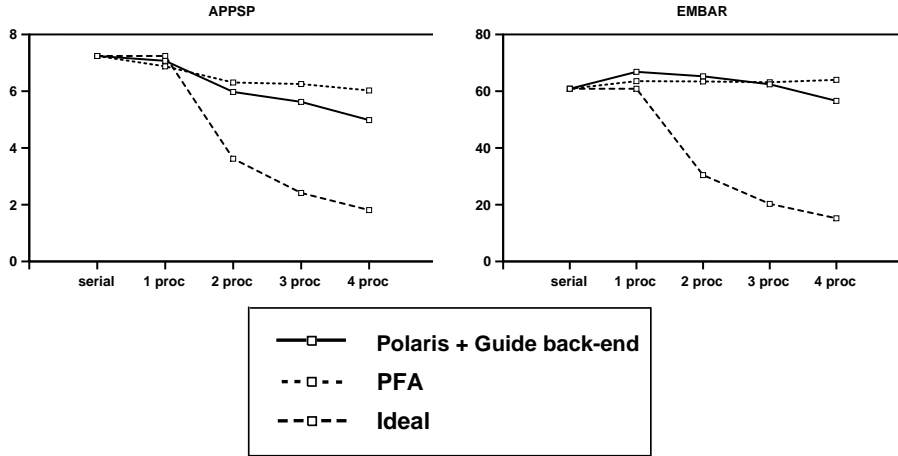 APPSP
8
6
4
2
0
serial 1 proc 2 proc 3 proc 4 proc
EMBAR
80
60
40
20
0
serial 1 proc 2 proc 3 proc 4 proc
Polaris + Guide back-end
PFA
Ideal